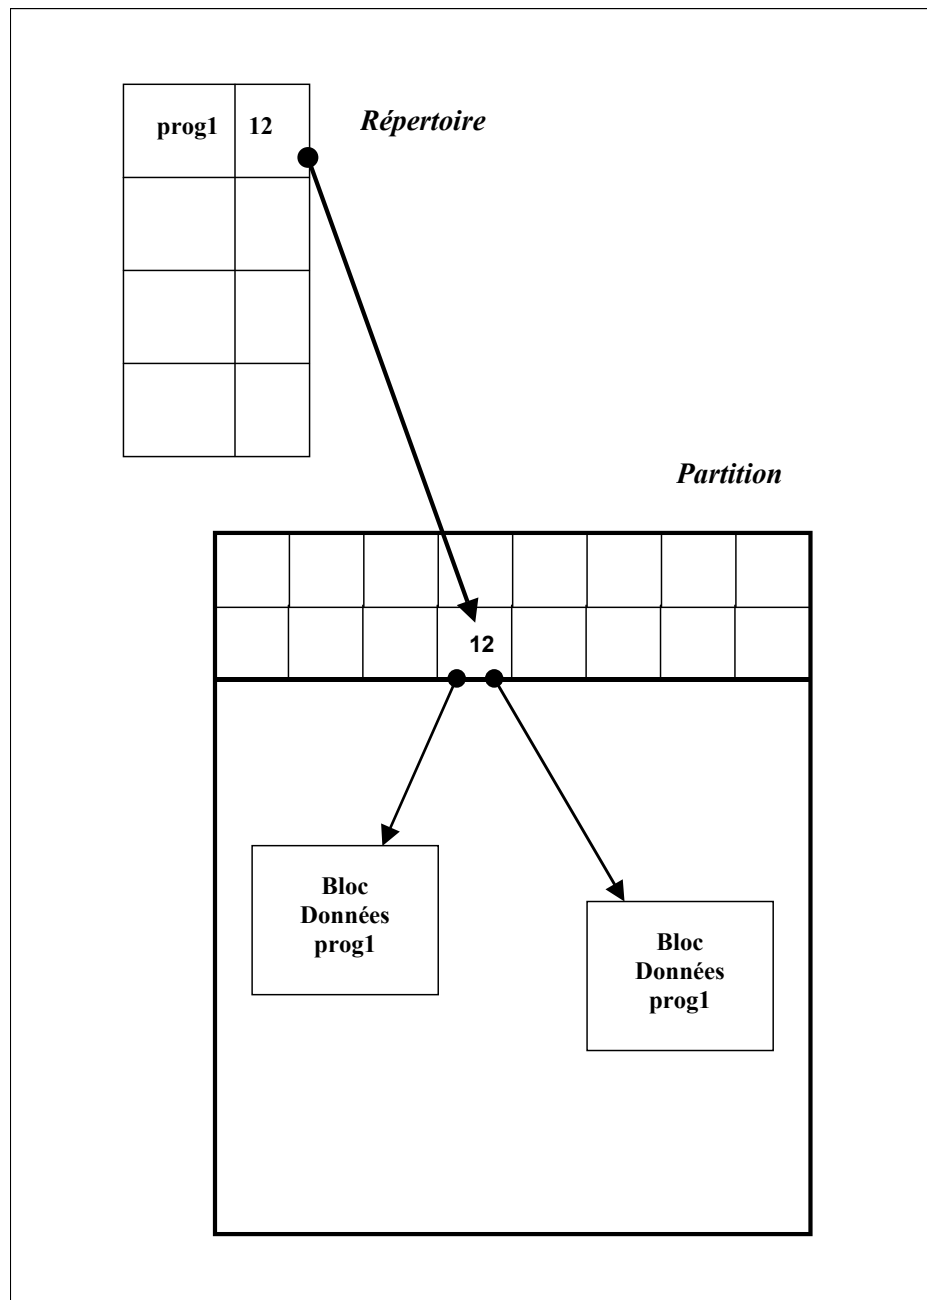 prog1 12
Répertoire
Partition
12
Bloc
Données
prog1
Bloc
Données
prog1